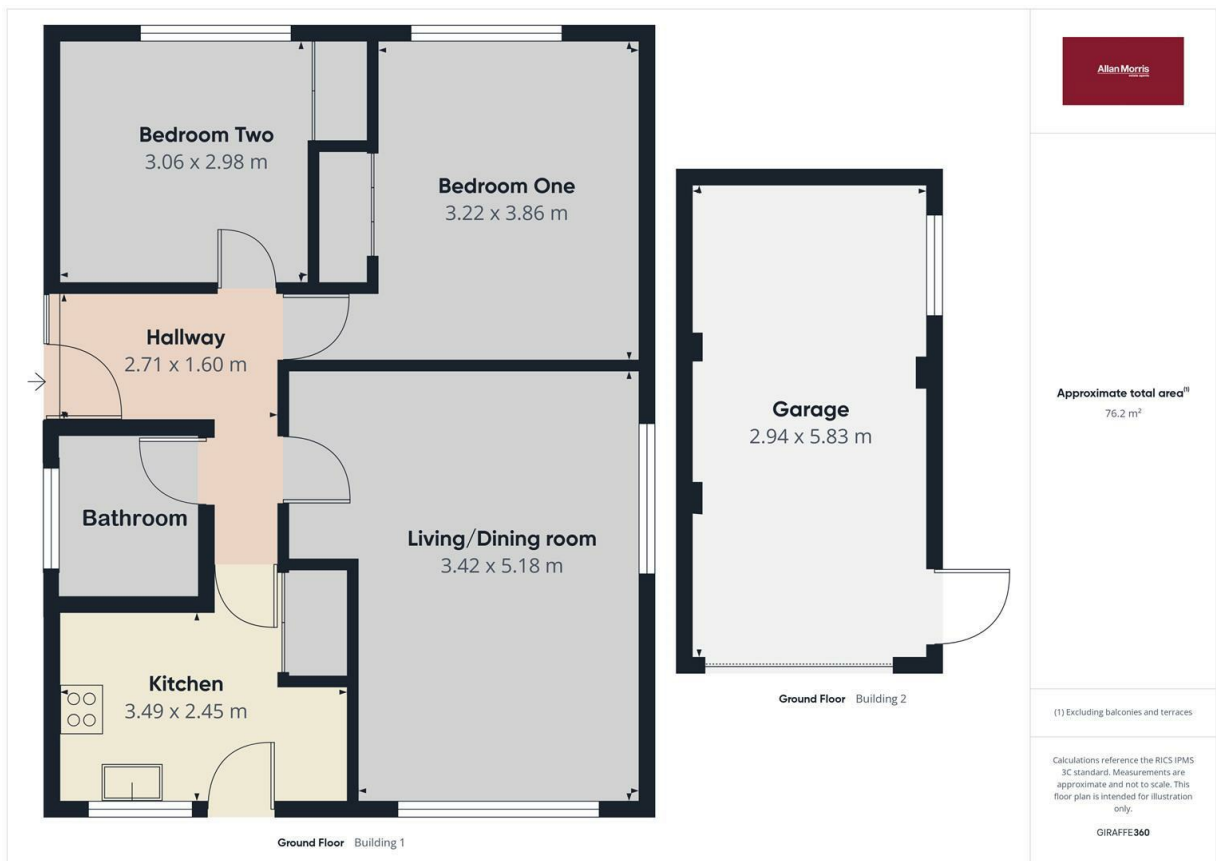 Bedroom Two
3.06 x 2.98 m
Bedroom One
3.22 x 3.86 m
Hallway
2.71 x 1.60 m
Bathroom
Living/Dining room
3.42 x 5.18 m
Kitchen
3.49 x 2.45 m
Ground Floor Building 1
Garage
2.94 x 5.83 m
Ground Floor Building 2
Allan Morris
estate agents
Approximate total area(1)
76.2 m²
(1) Excluding balconies and terraces
Calculations reference the RICS IPMS
3C standard. Measurements are
approximate and not to scale. This
floor plan is intended for illustration
only.
GIRAFFE360